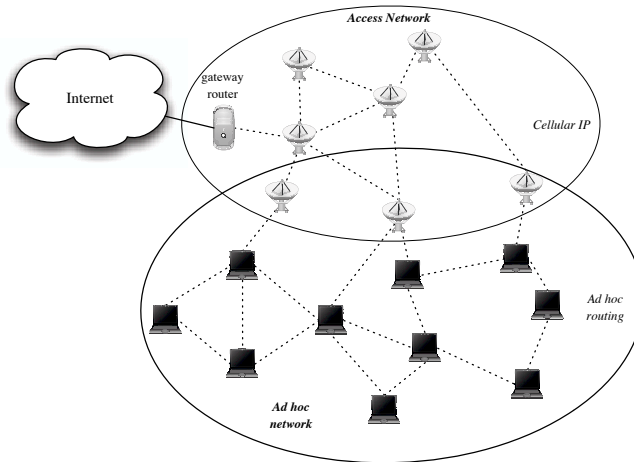 Access Network
gateway
router
Internet
Cellular IP
Ad hoc
routing
Ad hoc
network